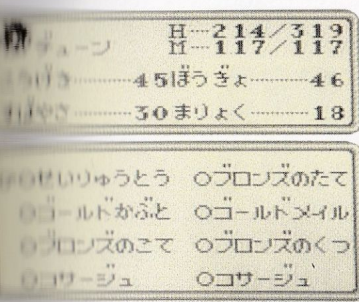 デューン H…214/319
M…117/117
こうげき………45ぼうぎょ………46
すばやさ………30まりょく………18
○せいりゅうとう ○ブロンズのたて
○ゴールドかぶと ○ゴールドメイル
○ブロンズのこて ○ブロンズのくつ
○コサージュ ○コサージュ